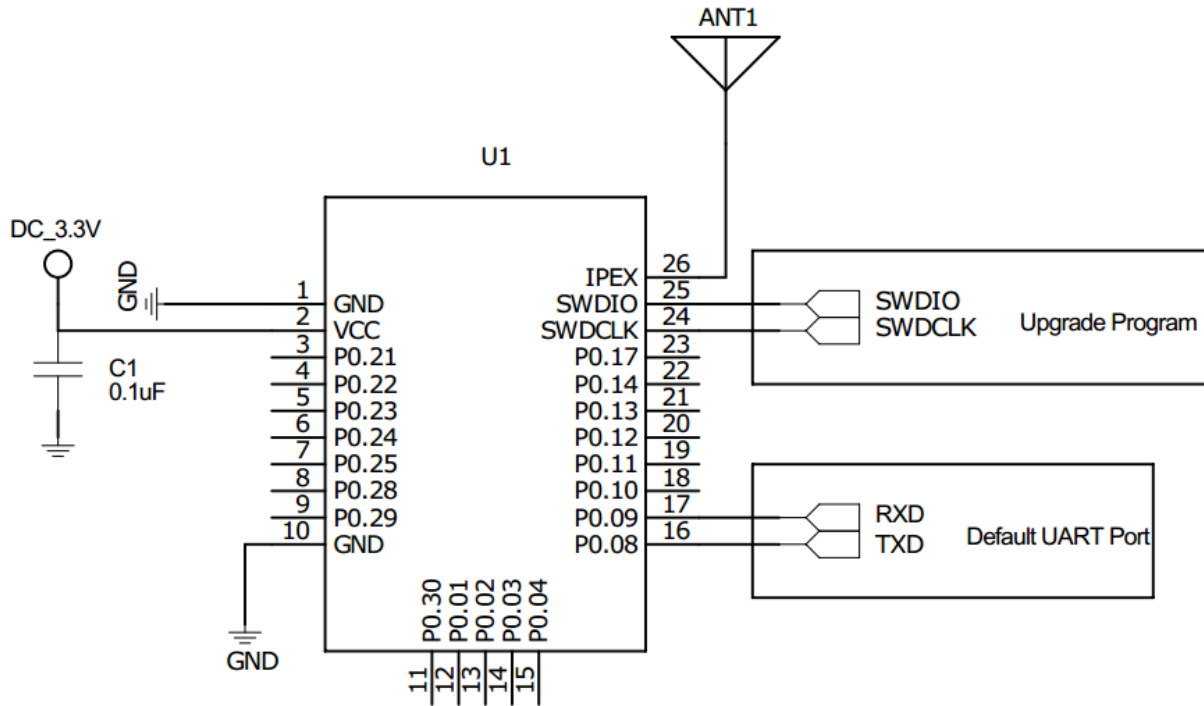 ANT1
U1
DC_3.3V
GND
C1
0.1uF
1 GND
2 VCC
3 P0.21
4 P0.22
5 P0.23
6 P0.24
7 P0.25
8 P0.28
9 P0.29
10 GND
GND
P0.30 11
P0.01 12
P0.02 13
P0.03 14
P0.04 15
IPEX 26
SWDIO 25
SWDCLK 24
P0.17 23
P0.14 22
P0.13 21
P0.12 20
P0.11 19
P0.10 18
P0.09 17
P0.08 16
SWDIO
SWDCLK
Upgrade Program
RXD
TXD
Default UART Port